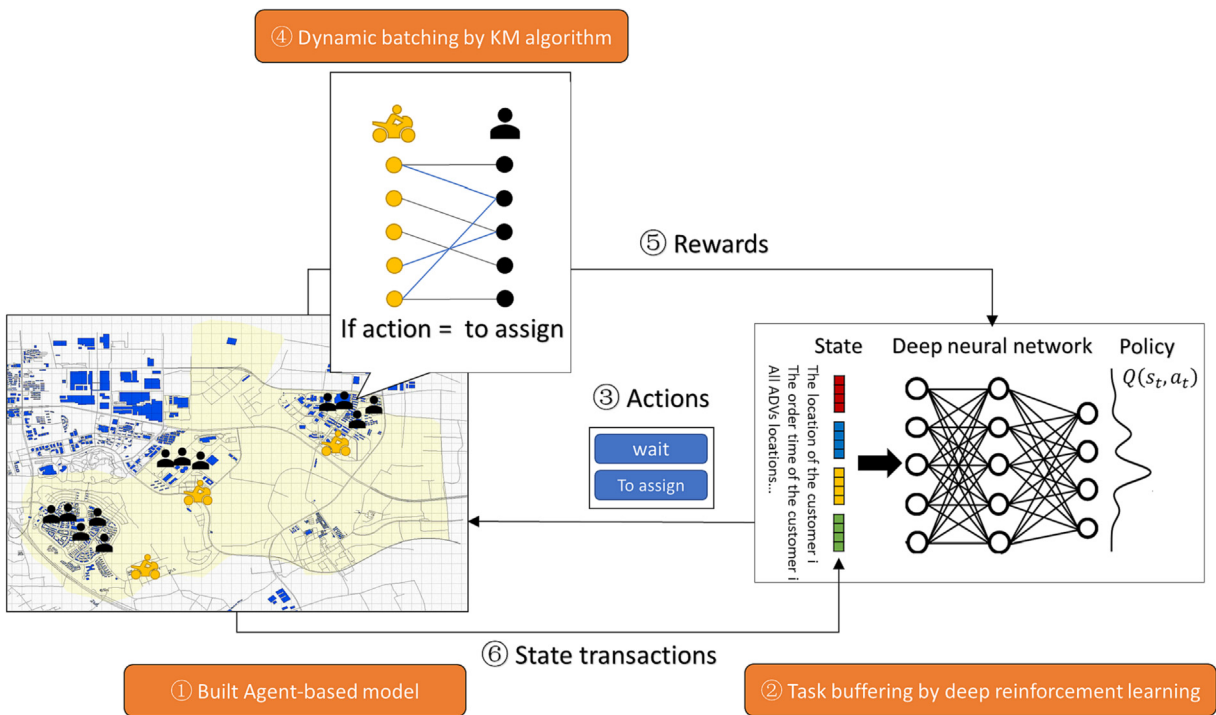 ④ Dynamic batching by KM algorithm
If action = to assign
⑤ Rewards
③ Actions
wait
To assign
State
Deep neural network
Policy
Q(sₜ, aₜ)
The location of the customer i
The order time of the customer i
All ADVs locations...
⑥ State transactions
① Built Agent-based model
② Task buffering by deep reinforcement learning